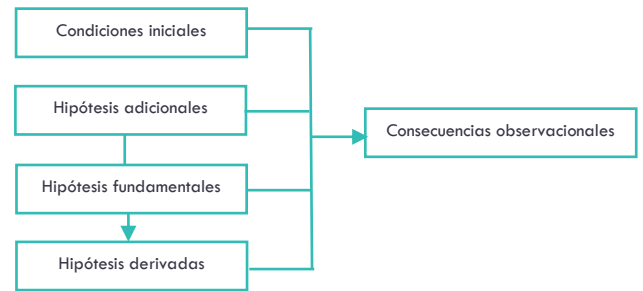 Condiciones iniciales
Hipótesis adicionales
Consecuencias observacionales
Hipótesis fundamentales
Hipótesis derivadas